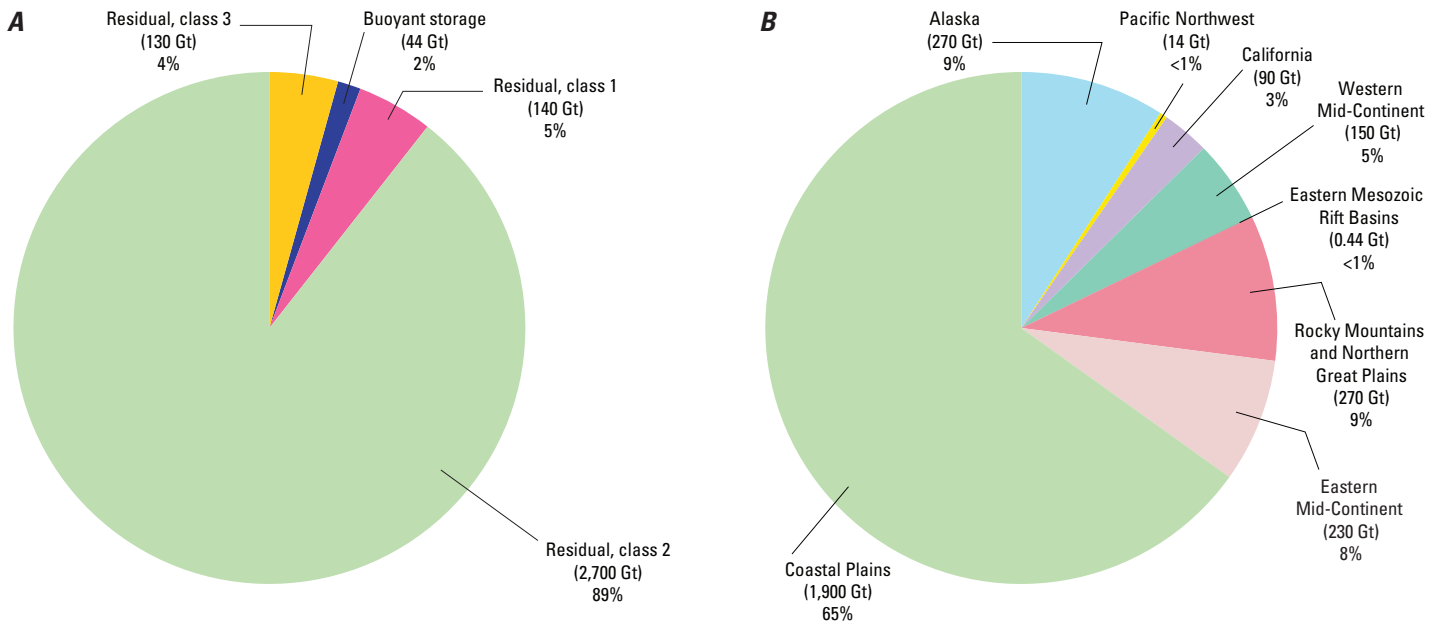 A
Residual, class 3
(130 Gt)
4%
Buoyant storage
(44 Gt)
2%
Residual, class 1
(140 Gt)
5%
Residual, class 2
(2,700 Gt)
89%
B
Alaska
(270 Gt)
9%
Pacific Northwest
(14 Gt)
<1%
California
(90 Gt)
3%
Western
Mid-Continent
(150 Gt)
5%
Eastern Mesozoic
Rift Basins
(0.44 Gt)
<1%
Rocky Mountains
and Northern
Great Plains
(270 Gt)
9%
Eastern
Mid-Continent
(230 Gt)
8%
Coastal Plains
(1,900 Gt)
65%